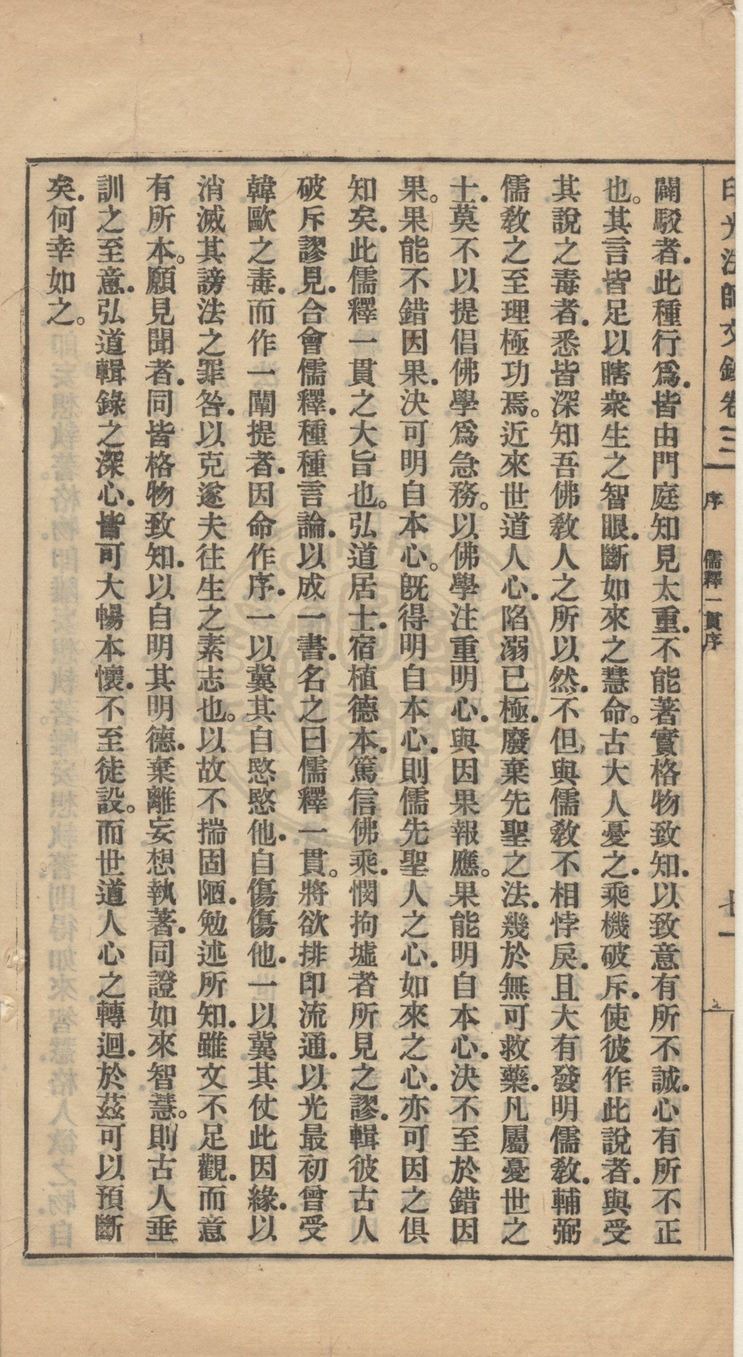 印光法師文錄卷三 序 儒釋一貫序
闢駁者.此種行爲.皆由門庭知見太重.不能著實格物致知.以致意有所不誠.心有所不正
也。其言皆足以瞎衆生之智眼.斷如來之慧命.古大人憂之.乘機破斥.使彼作此說者.與受
其說之毒者.悉皆深知吾佛敎人之所以然.不但與儒敎不相悖戾.且大有發明儒敎.輔弼
儒敎之至理極功焉。近來世道人心.陷溺已極.廢棄先聖之法.幾於無可救藥.凡屬憂世之
士.莫不以提倡佛學爲急務。以佛學注重明心.與因果報應。果能明自本心.決不至於錯因
果。果能不錯因果.決可明自本心。旣得明自本心.則儒先聖人之心.如來之心.亦可因之俱
知矣.此儒釋一貫之大旨也。弘道居士.宿植德本.篤信佛乘.憫拘墟者所見之謬.輯彼古人
破斥謬見.合會儒釋.種種言論.以成一書.名之曰儒釋一貫。將欲排印流通.以光最初曾受
韓歐之毒.而作一闡提者.因命作序.一以冀其自愍愍他.自傷傷他.一以冀其仗此因緣.以
消滅其謗法之罪咎.以克遂夫往生之素志也。以故不揣固陋.勉述所知.雖文不足觀.而意
有所本。願見聞者.同皆格物致知.以自明其明德.棄離妄想執著.同證如來智慧。則古人垂
訓之至意.弘道輯錄之深心.皆可大暢本懷.不至徒設。而世道人心之轉迴.於茲可以預斷
矣.何幸如之。